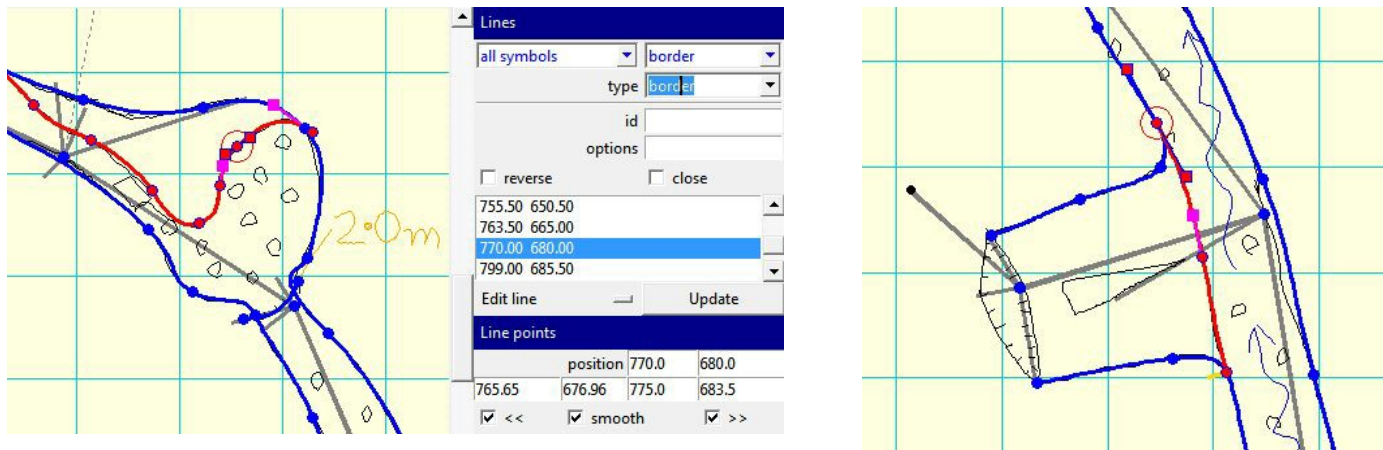 Lines
all symbols border
type border
id
options
reverse close
755.50 650.50
763.50 665.00
770.00 680.00
799.00 685.50
Edit line Update
Line points
position 770.0 680.0
765.65 676.96 775.0 683.5
<< smooth >>
2.0m